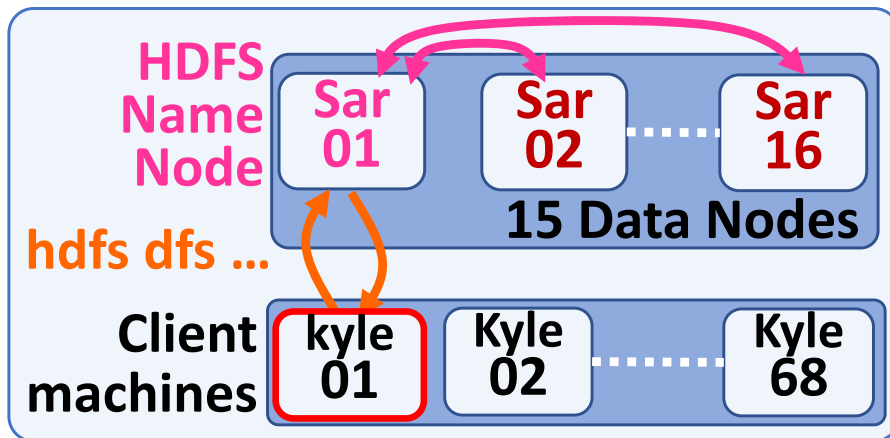 HDFS
Name
Node
Sar
01
Sar
02
Sar
16
15 Data Nodes
hdfs dfs ...
Client
machines
kyle
01
Kyle
02
Kyle
68